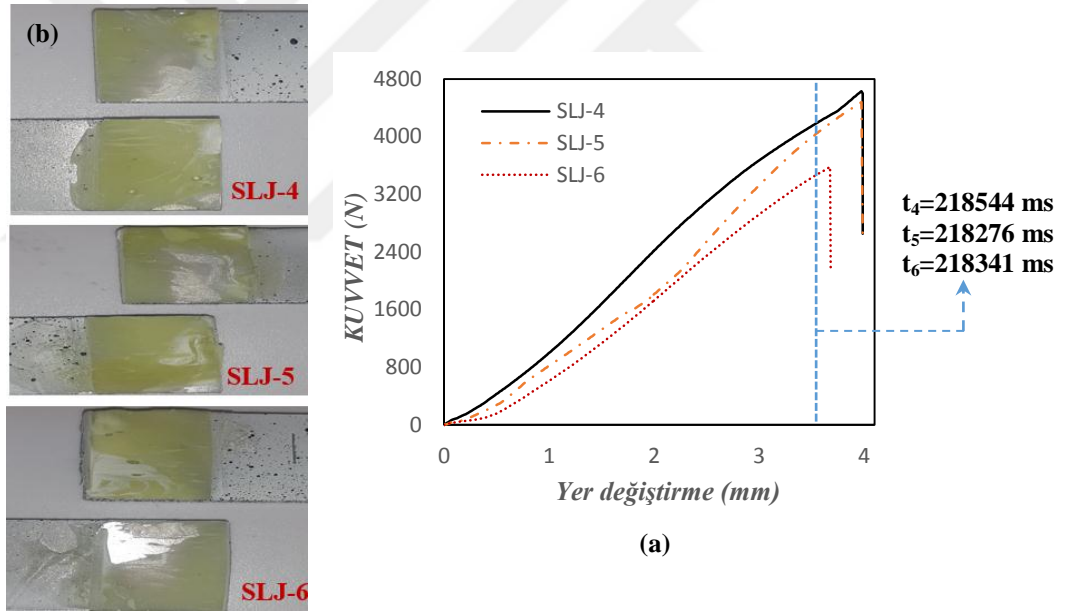 (b)
SLJ-4
SLJ-5
SLJ-6
KUVVET (N)
4800
4000
3200
2400
1600
800
0
SLJ-4
SLJ-5
SLJ-6
0 1 2 3 4
Yer değiştirme (mm)
(a)
t4=218544 ms
t5=218276 ms
t6=218341 ms